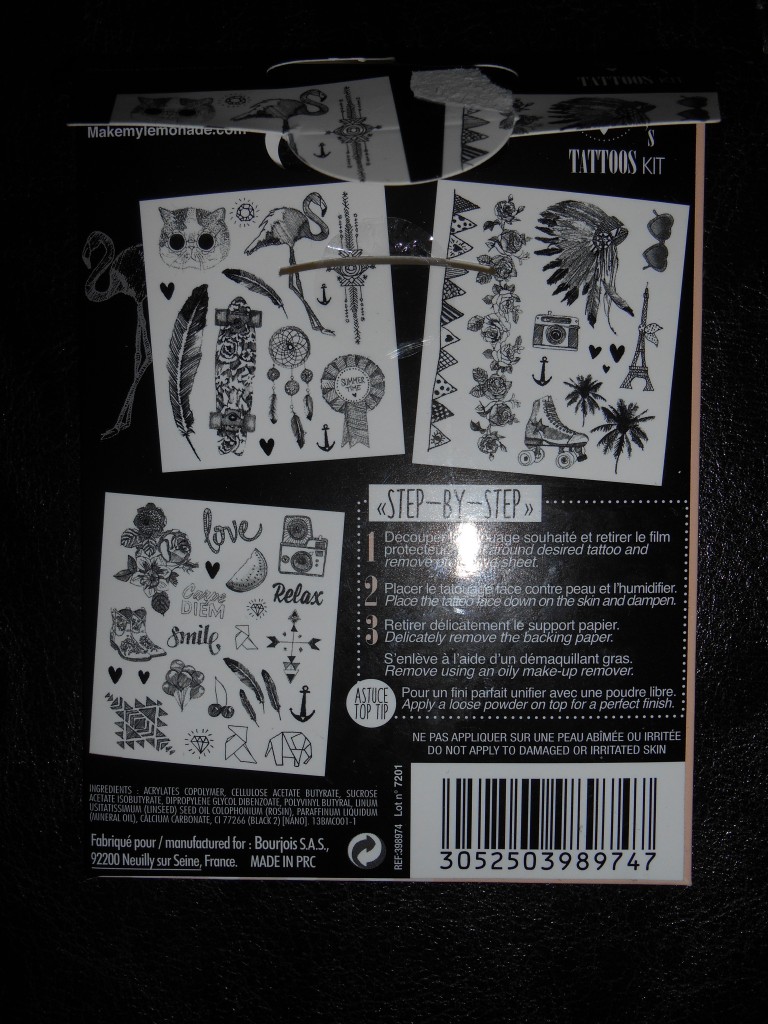 TATTOOS
Makemylemonade.com
S
TATTOOS KIT
SUMMER
TIME
«STEP-BY-STEP»
1 Découper souhaité et retirer le film
protecteur around desired tattoo and
remove sheet.
2 Placer le tatouage face contre peau et l'humidifier.
Place the tattoo face down on the skin and dampen.
3 Retirer délicatement le support papier.
Delicately remove the backing paper.
S'enlève à l'aide d'un démaquillant gras.
Remove using an oily make-up remover.
ASTUCE
TOP TIP
Pour un fini parfait unifier avec une poudre libre.
Apply a loose powder on top for a perfect finish.
love
Carpe
DIEM
Relax
Smile
NE PAS APPLIQUER SUR UNE PEAU ABÎMÉE OU IRRITÉE
DO NOT APPLY TO DAMAGED OR IRRITATED SKIN
INGREDIENTS : ACRYLATES COPOLYMER, CELLULOSE ACETATE BUTYRATE, SUCROSE
ACETATE ISOBUTYRATE, DIPROPYLENE GLYCOL DIBENZOATE, POLYVINYL BUTYRAL, LINUM
USITATISSIMUM (LINSEED) SEED OIL COLOPHONIUM (ROSIN), PARAFFINUM LIQUIDUM
(MINERAL OIL), CALCIUM CARBONATE, CI 77266 (BLACK 2) [NANO]. 13BMC001-1
Fabriqué pour / manufactured for : Bourjois S.A.S.,
92200 Neuilly sur Seine, France. MADE IN PRC
REF:398974 Lot n° 7201
3052503989747